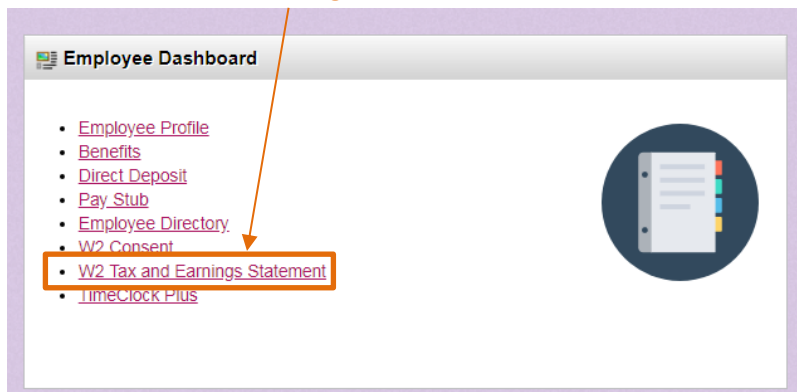 Employee Dashboard
Employee Profile
Benefits
Direct Deposit
Pay Stub
Employee Directory
W2 Consent
W2 Tax and Earnings Statement
TimeClock Plus